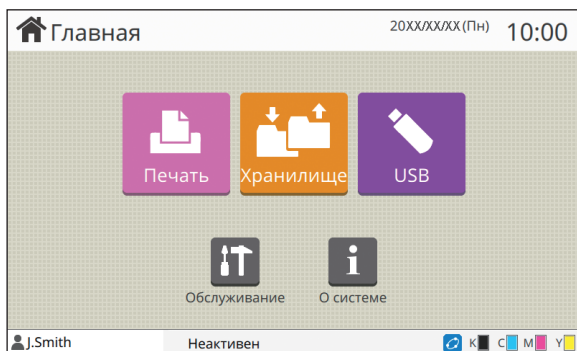 Главная
20XX/XX/XX (Пн)
10:00
Печать
Хранилище
USB
Обслуживание
О системе
J.Smith
Неактивен
K C M Y